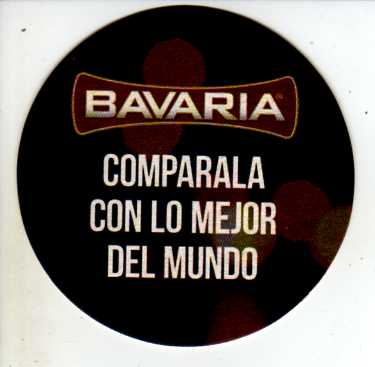 BAVARIA®
COMPARALA
CON LO MEJOR
DEL MUNDO